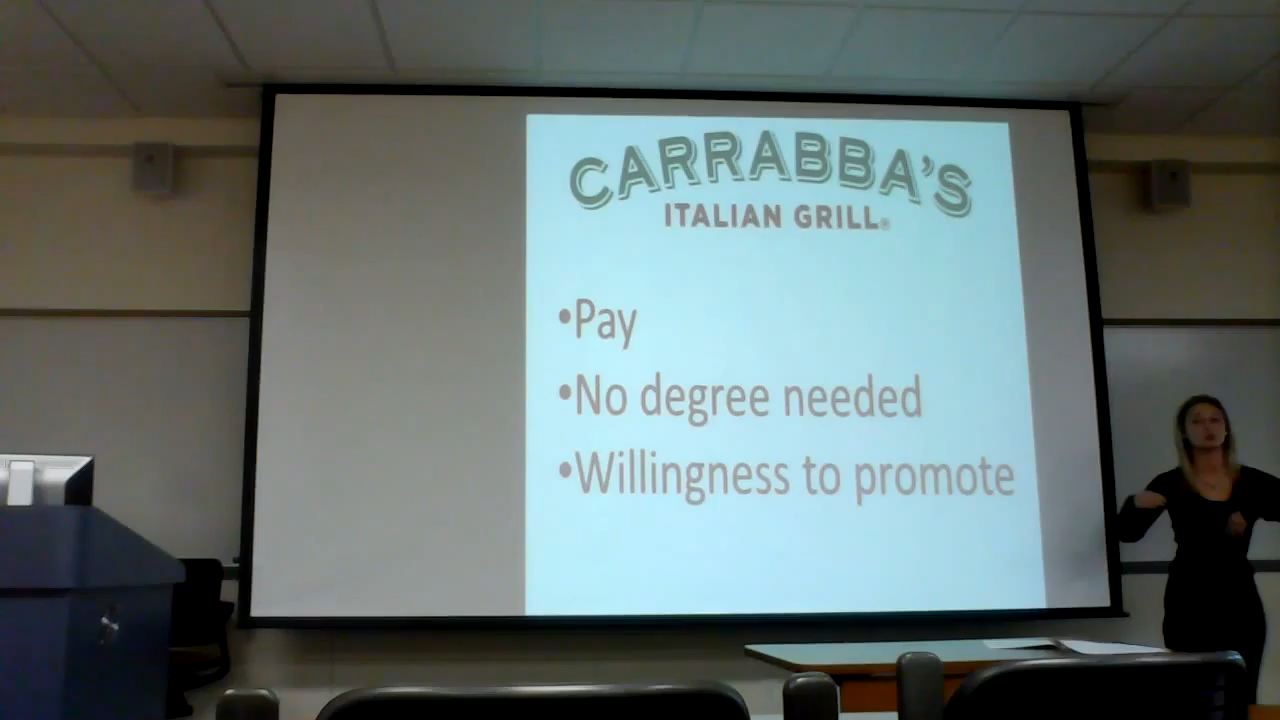 CARRABBA'S
ITALIAN GRILL®
•Pay
•No degree needed
•Willingness to promote